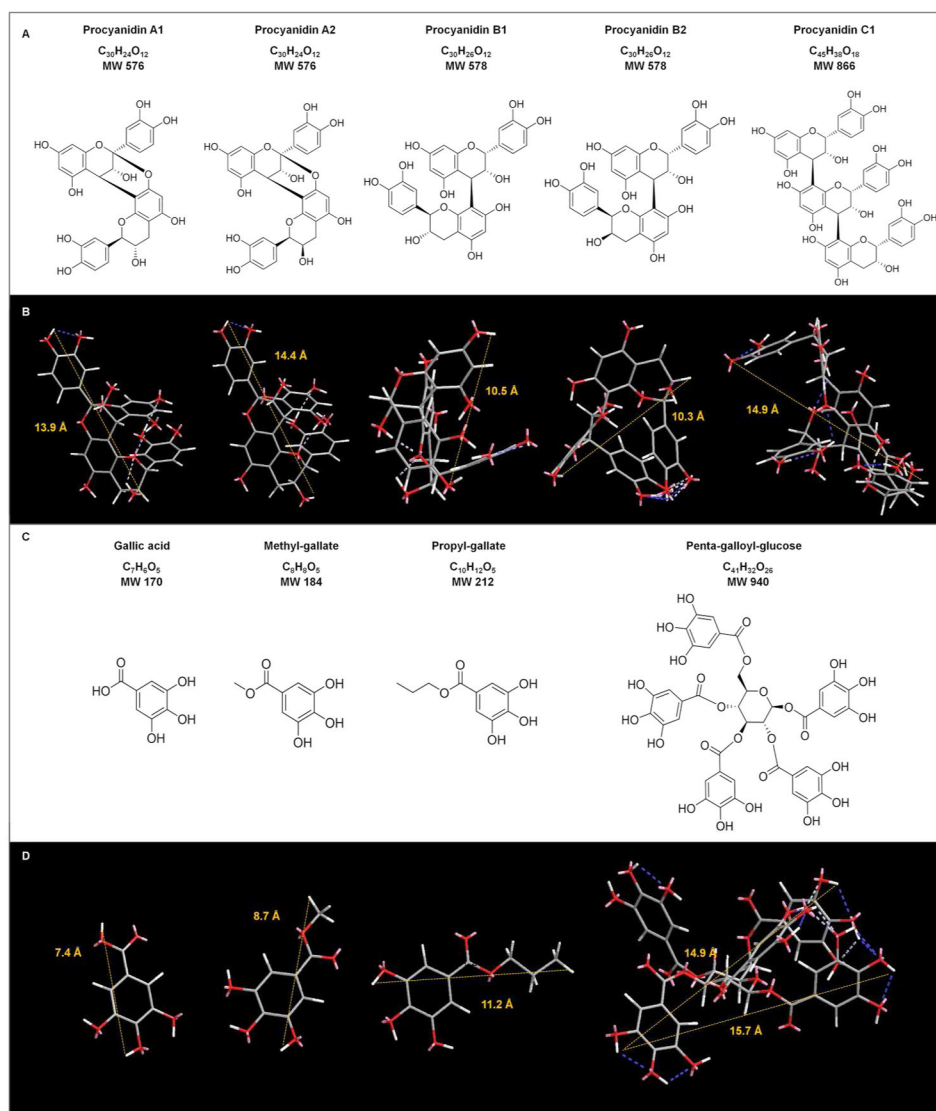 A
Procyanidin A1 Procyanidin A2 Procyanidin B1 Procyanidin B2 Procyanidin C1
C30H24O12 C30H24O12 C30H26O12 C30H26O12 C45H38O18
MW 576 MW 576 MW 578 MW 578 MW 866
B
13.9 Å
14.4 Å
10.5 Å
10.3 Å
14.9 Å
C
Gallic acid Methyl-gallate Propyl-gallate Penta-galloyl-glucose
C7H6O5 C8H8O5 C10H12O5 C41H32O26
MW 170 MW 184 MW 212 MW 940
D
7.4 Å
8.7 Å
11.2 Å
14.9 Å
15.7 Å